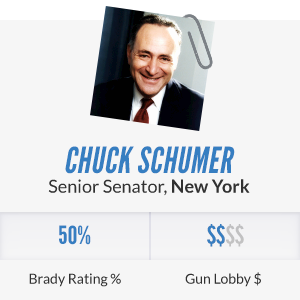 CHUCK SCHUMER
Senior Senator, New York
50%
$$$$
Brady Rating %
Gun Lobby $